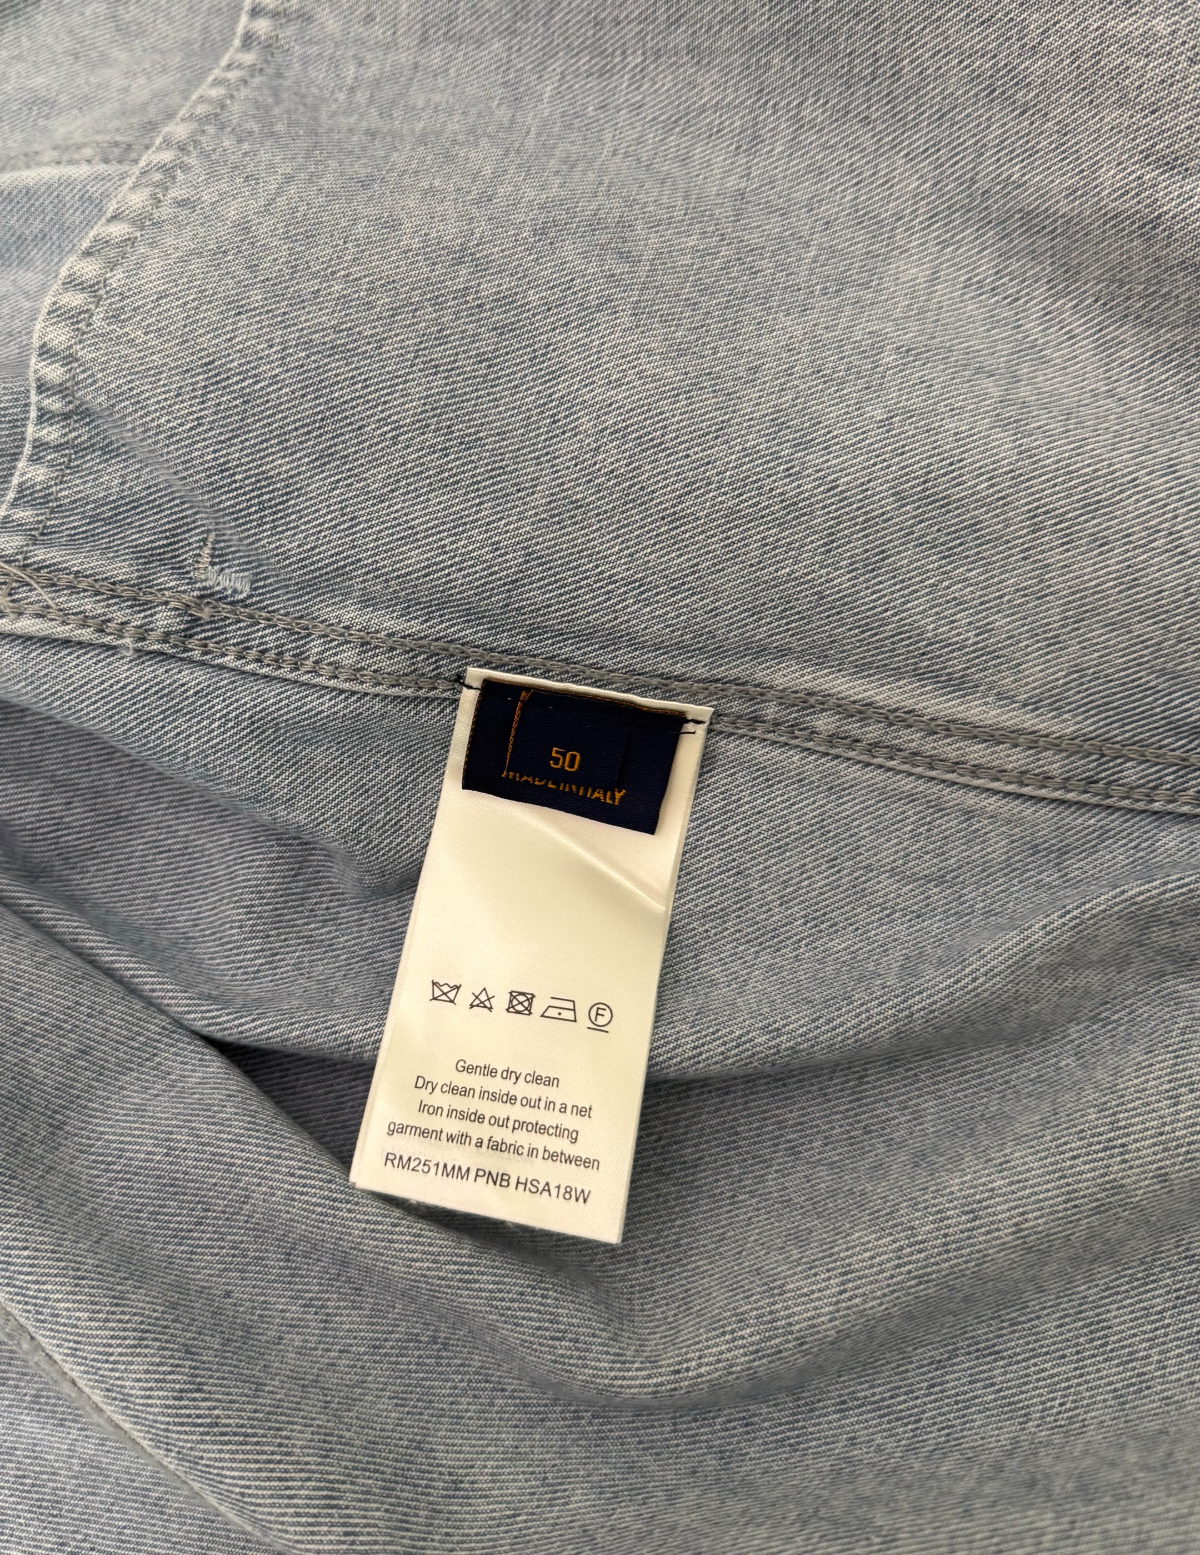 50
MADE IN ITALY
F
Gentle dry clean
Dry clean inside out in a net
Iron inside out protecting
garment with a fabric in between
RM251MM PNB HSA18W